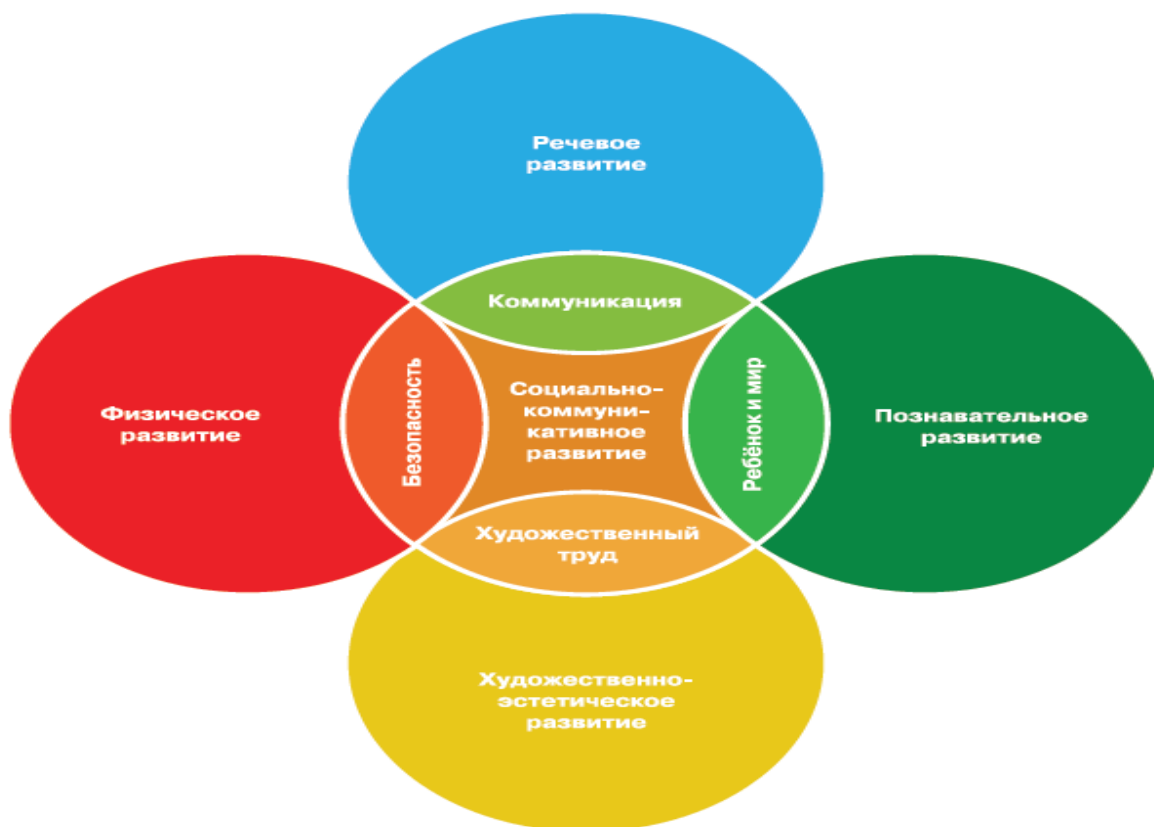 Речевое
развитие
Коммуникация
Физическое
развитие
Безопасность
Социально-
коммуни-
кативное
развитие
Ребёнок и мир
Познавательное
развитие
Художественный
труд
Художественно-
эстетическое
развитие